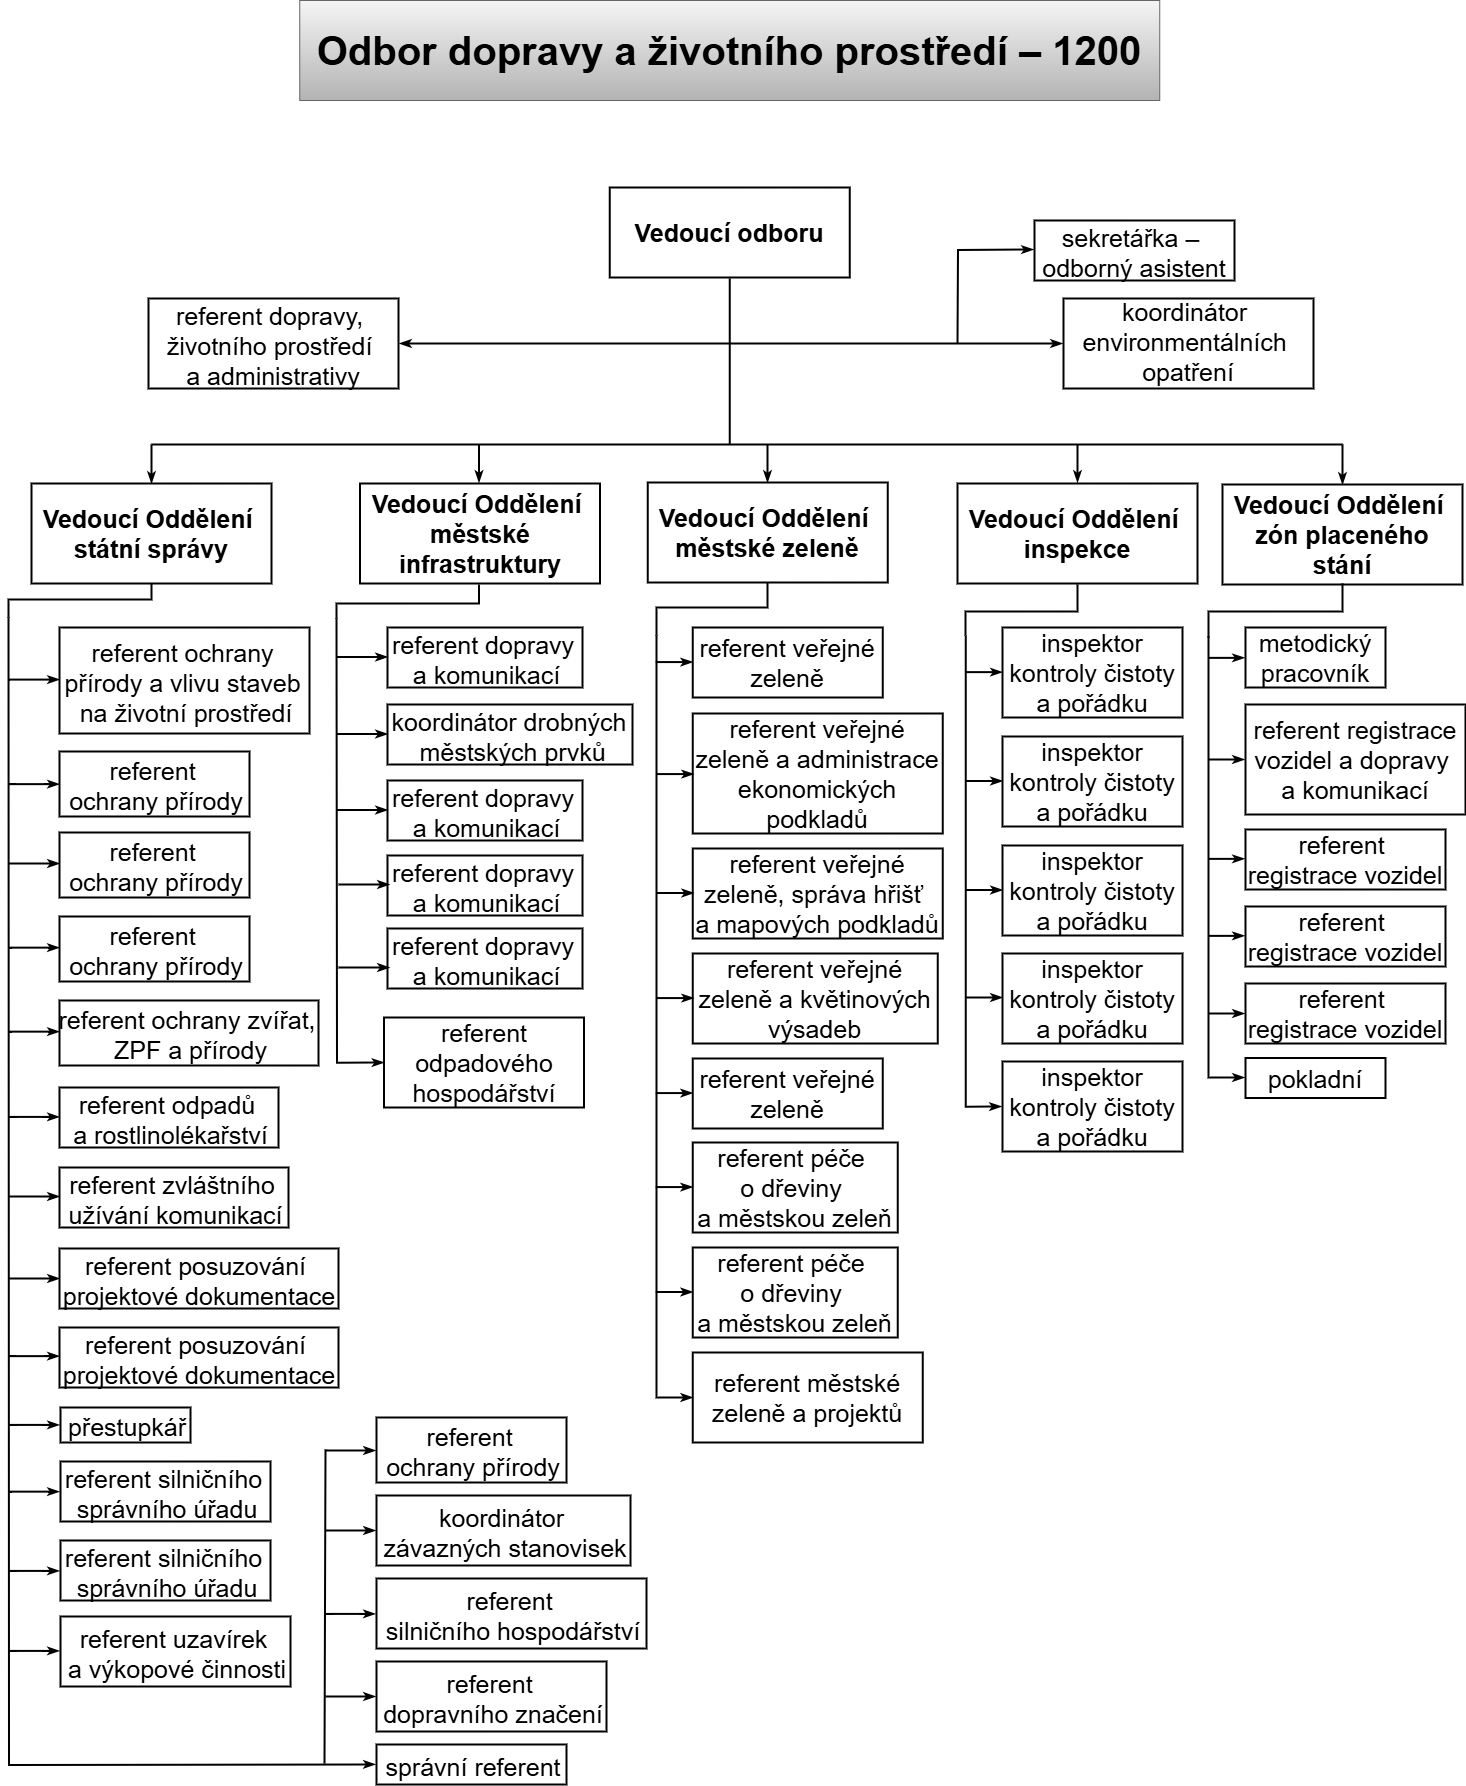 Odbor dopravy a životního prostředí – 1200
Vedoucí odboru
sekretářka –
odborný asistent
referent dopravy,
životního prostředí
a administrativy
koordinátor
environmentálních
opatření
Vedoucí Oddělení
státní správy
referent ochrany
přírody a vlivu staveb
na životní prostředí
referent
ochrany přírody
referent
ochrany přírody
referent
ochrany přírody
referent ochrany zvířat,
ZPF a přírody
referent odpadů
a rostlinolékařství
referent zvláštního
užívání komunikací
referent posuzování
projektové dokumentace
referent posuzování
projektové dokumentace
přestupkář
referent silničního
správního úřadu
referent silničního
správního úřadu
referent uzavírek
a výkopové činnosti
referent
ochrany přírody
koordinátor
závazných stanovisek
referent
silničního hospodářství
referent
dopravního značení
správní referent
Vedoucí Oddělení
městské
infrastruktury
referent dopravy
a komunikací
koordinátor drobných
městských prvků
referent dopravy
a komunikací
referent dopravy
a komunikací
referent dopravy
a komunikací
referent
odpadového
hospodářství
Vedoucí Oddělení
městské zeleně
referent veřejné
zeleně
referent veřejné
zeleně a administrace
ekonomických
podkladů
referent veřejné
zeleně, správa hřišť
a mapových podkladů
referent veřejné
zeleně a květinových
výsadeb
referent veřejné
zeleně
referent péče
o dřeviny
a městskou zeleň
referent péče
o dřeviny
a městskou zeleň
referent městské
zeleně a projektů
Vedoucí Oddělení
inspekce
inspektor
kontroly čistoty
a pořádku
inspektor
kontroly čistoty
a pořádku
inspektor
kontroly čistoty
a pořádku
inspektor
kontroly čistoty
a pořádku
inspektor
kontroly čistoty
a pořádku
Vedoucí Oddělení
zón placeného
stání
metodický
pracovník
referent registrace
vozidel a dopravy
a komunikací
referent
registrace vozidel
referent
registrace vozidel
referent
registrace vozidel
pokladní